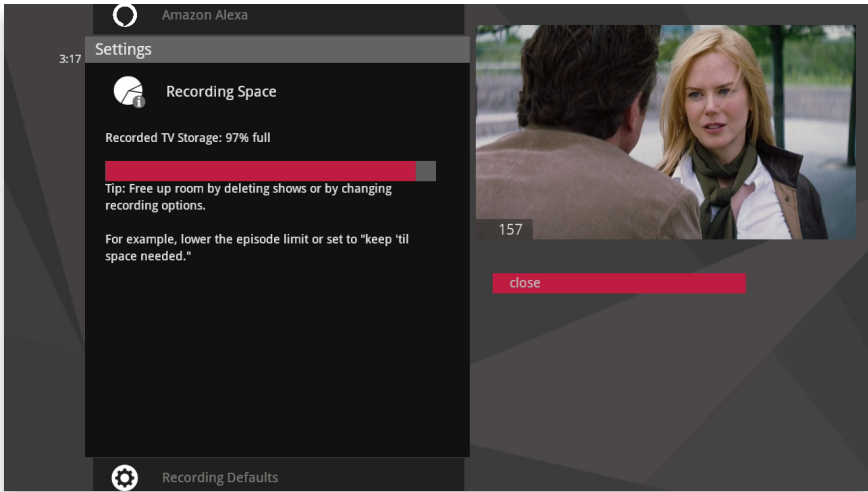 Amazon Alexa
3:17
Settings
Recording Space
Recorded TV Storage: 97% full
Tip: Free up room by deleting shows or by changing
recording options.
For example, lower the episode limit or set to "keep 'til
space needed."
157
close
Recording Defaults